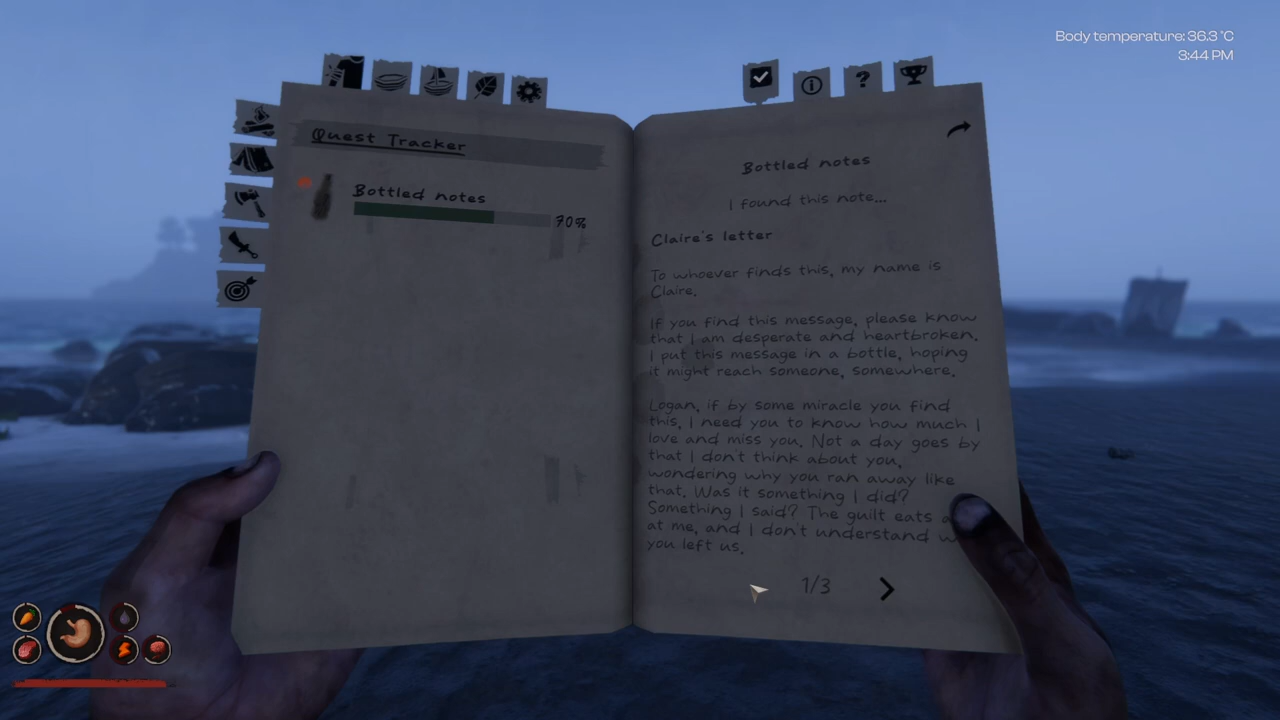 Body temperature: 36.3 °C
3:44 PM
Quest Tracker
Bottled notes
70%
Bottled notes
I found this note...
Claire's letter
To whoever finds this, my name is
Claire.
If you find this message, please know
that I am desperate and heartbroken.
I put this message in a bottle, hoping
it might reach someone, somewhere.
Logan, if by some miracle you find
this, I need you to know how much I
love and miss you. Not a day goes by
that I don't think about you,
wondering why you ran away like
that. Was it something I did?
Something I said? The guilt eats
at me, and I don't understand
you left us.
1/3